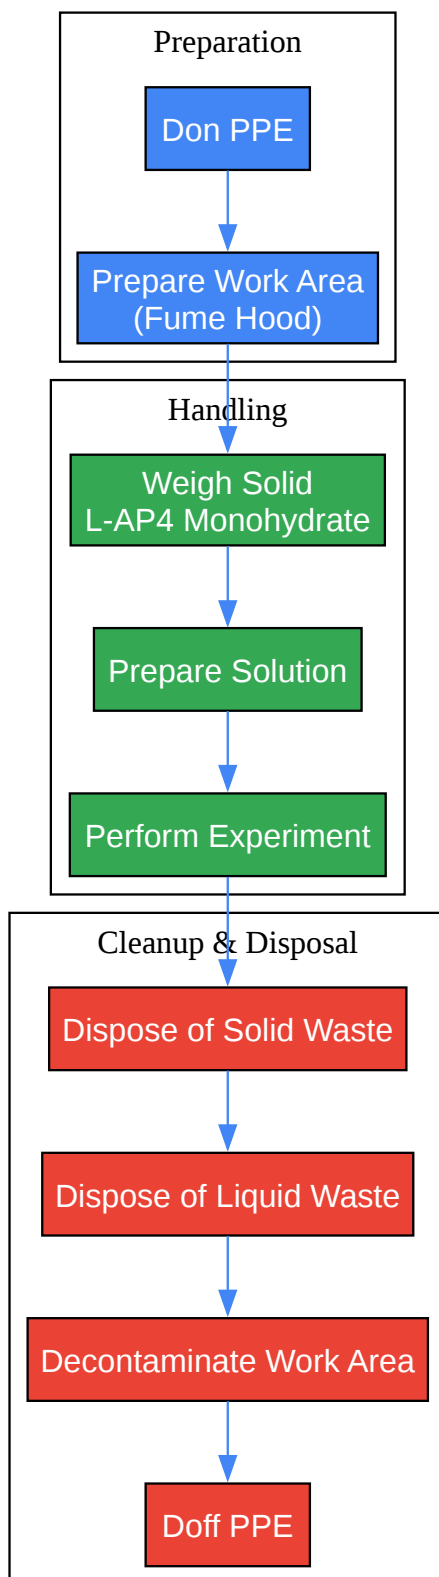 Preparation
Don PPE
Prepare Work Area
(Fume Hood)
Handling
Weigh Solid
L-AP4 Monohydrate
Prepare Solution
Perform Experiment
Cleanup & Disposal
Dispose of Solid Waste
Dispose of Liquid Waste
Decontaminate Work Area
Doff PPE